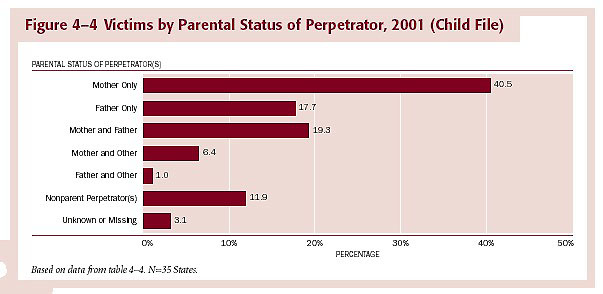 Figure 4–4 Victims by Parental Status of Perpetrator, 2001 (Child File)
PARENTAL STATUS OF PERPETRATOR(S)
Mother Only 40.5
Father Only 17.7
Mother and Father 19.3
Mother and Other 6.4
Father and Other 1.0
Nonparent Perpetrator(s) 11.9
Unknown or Missing 3.1
0% 10% 20% 30% 40% 50%
PERCENTAGE
Based on data from table 4–4. N=35 States.